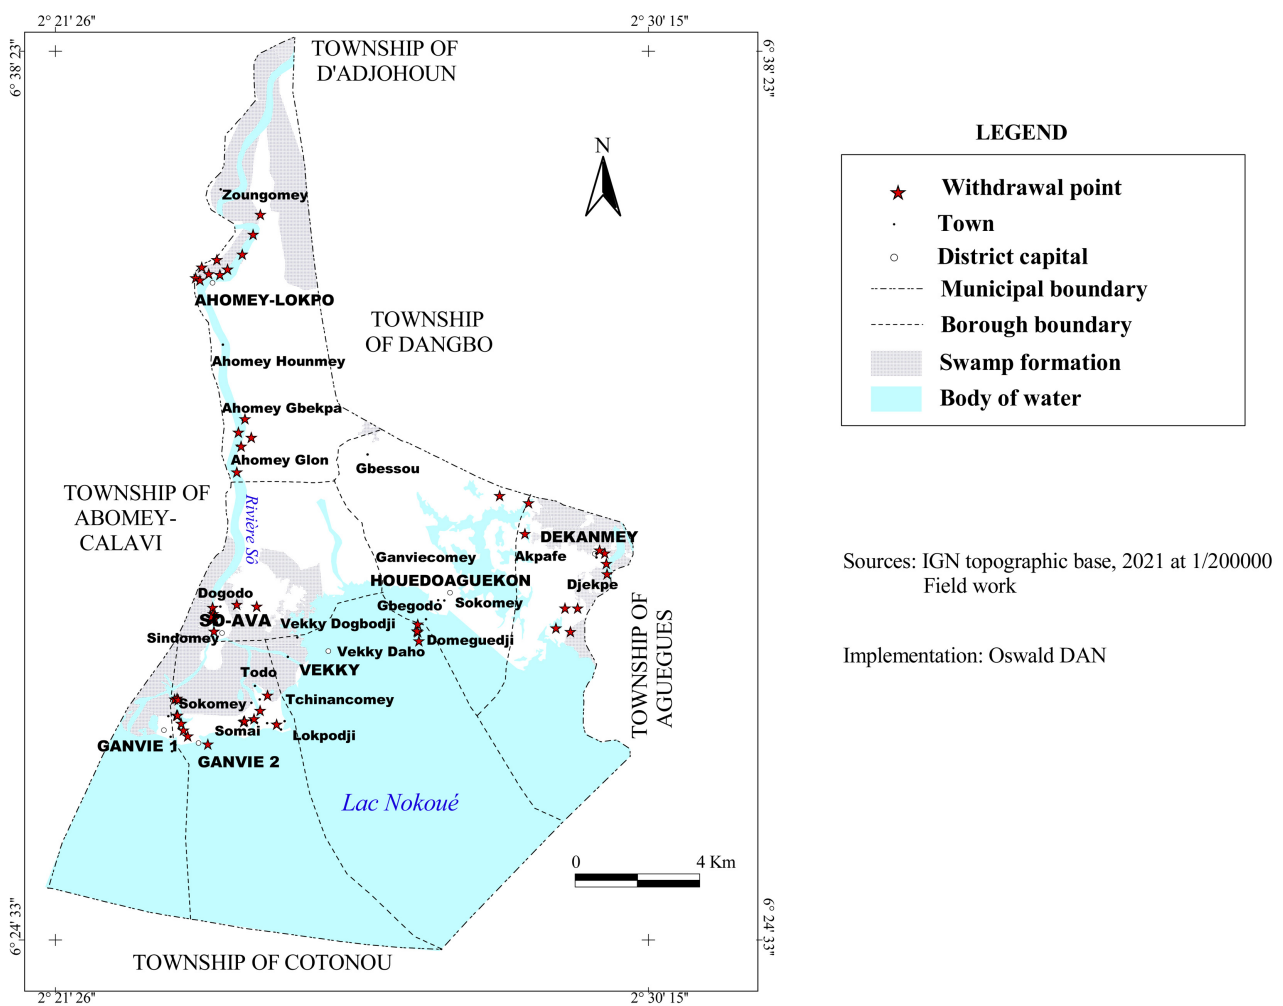 2° 21' 26"
2° 30' 15"
6° 38' 23"
6° 38' 23"
TOWNSHIP OF
D'ADJOHOUN
N
LEGEND
Withdrawal point
Town
District capital
Municipal boundary
Borough boundary
Swamp formation
Body of water
Zoungomey
AHOMEY-LOKPO
TOWNSHIP
OF DANGBO
Ahomey Hounmey
Ahomey Gbekpa
Ahomey Glon
Gbessou
TOWNSHIP OF
ABOMEY-
CALAVI
Rivière Sô
DEKANMEY
Ganviecomey
Akpafe
HOUEDOAGUEKON
Djekpe
Dogodo
Gbegodo
Sokomey
SO-AVA
Vekky Dogbodji
Sindomey
Domeguedji
Vekky Daho
Todo
VEKKY
Sokomey
Tchinancomey
Somai
Lokpodji
GANVIE 1
GANVIE 2
TOWNSHIP OF
AGUEGUES
Lac Nokoué
0
4 Km
Sources: IGN topographic base, 2021 at 1/200000
Field work
Implementation: Oswald DAN
TOWNSHIP OF COTONOU
6° 24' 33"
6° 24' 33"
2° 21' 26"
2° 30' 15"